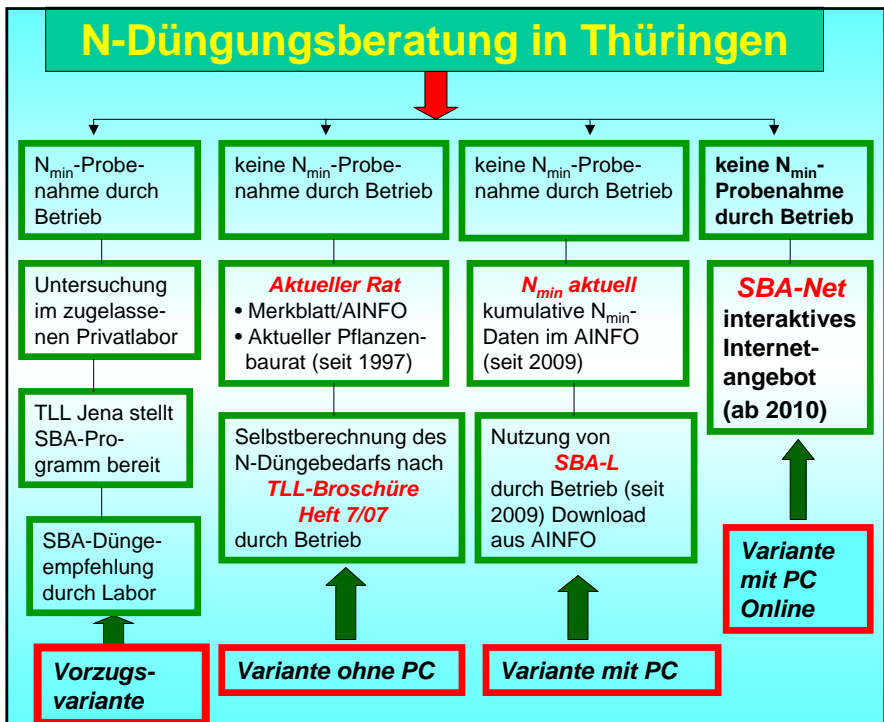 N-Düngungsberatung in Thüringen
Nmin-Probe-
nahme durch
Betrieb
Untersuchung
im zugelasse-
nen Privatlabor
TLL Jena stellt
SBA-Pro-
gramm bereit
SBA-Dünge-
empfehlung
durch Labor
Vorzugs-
variante
keine Nmin-Probe-
nahme durch Betrieb
Aktueller Rat
• Merkblatt/AINFO
• Aktueller Pflanzen-
baurat (seit 1997)
Selbstberechnung des
N-Düngebedarfs nach
TLL-Broschüre
Heft 7/07
durch Betrieb
Variante ohne PC
keine Nmin-Probe-
nahme durch Betrieb
Nmin aktuell
kumulative Nmin-
Daten im AINFO
(seit 2009)
Nutzung von
SBA-L
durch Betrieb (seit
2009) Download
aus AINFO
Variante mit PC
keine Nmin-
Probenahme
durch Betrieb
SBA-Net
interaktives
Internet-
angebot
(ab 2010)
Variante
mit PC
Online